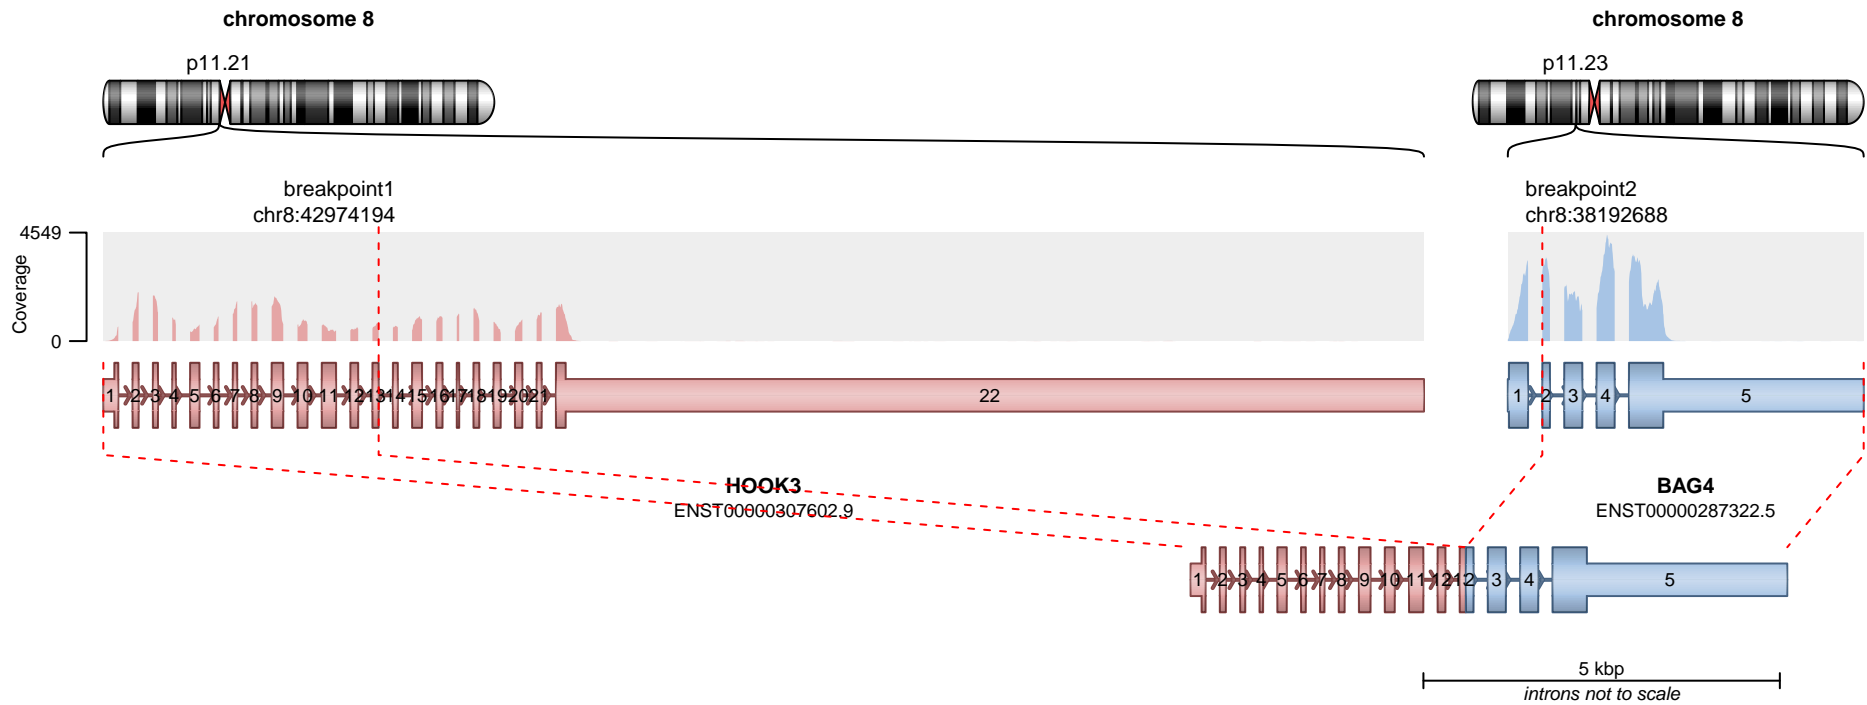 chromosome 8
chromosome 8
p11.21
p11.23
breakpoint1
chr8:42974194
breakpoint2
chr8:38192688
4549
Coverage
0
1 2 3 4 5 6 7 8 9 10 11 12 13 14 15 16 17 18 19 20 21 22
1 2 3 4 5
HOOK3
ENST00000307602.9
BAG4
ENST00000287322.5
1 2 3 4 5 6 7 8 9 10 11 12 13 2 3 4 5
5 kbp
introns not to scale